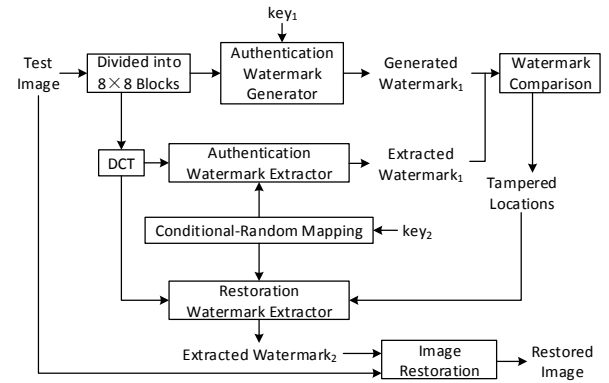 key₁
Test
Image
Divided into
8×8 Blocks
Authentication
Watermark
Generator
Generated
Watermark₁
Watermark
Comparison
DCT
Authentication
Watermark Extractor
Extracted
Watermark₁
Tampered
Locations
Conditional-Random Mapping
key₂
Restoration
Watermark Extractor
Extracted Watermark₂
Image
Restoration
Restored
Image